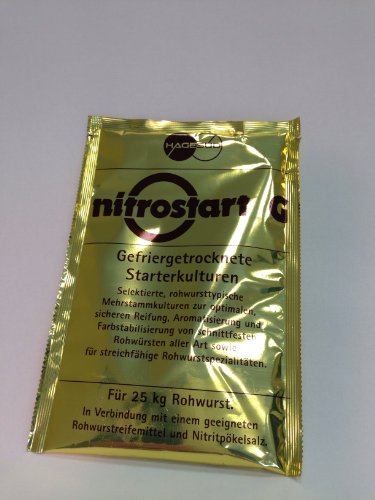 HAGESÜD
nitrostart G
Gefriergetrocknete
Starterkulturen
Selektierte, rohwursttypische
Mehrstammkulturen zur optimalen,
sicheren Reifung, Aromatisierung und
Farbstabilisierung von schnittfesten
Rohwürsten aller Art sowie
für streichfähige Rohwurstspezialitäten.
Für 25 kg Rohwurst.
In Verbindung mit einem geeigneten
Rohwurstreifemittel und Nitritpökelsalz.